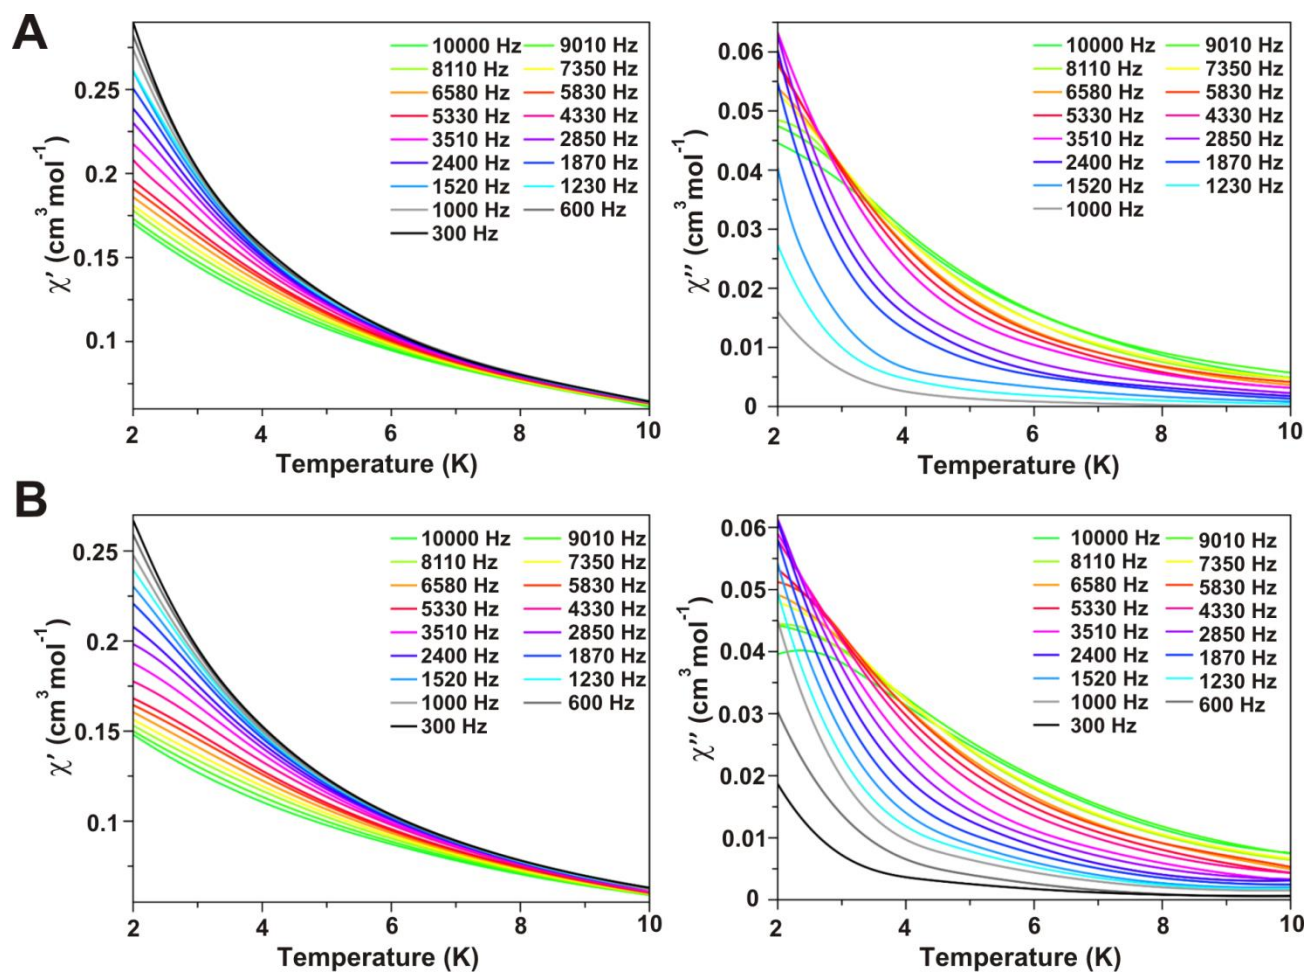 A
χ′ (cm³mol⁻¹)
0.25
0.2
0.15
0.1
10000 Hz 9010 Hz
8110 Hz 7350 Hz
6580 Hz 5830 Hz
5330 Hz 4330 Hz
3510 Hz 2850 Hz
2400 Hz 1870 Hz
1520 Hz 1230 Hz
1000 Hz 600 Hz
300 Hz
2 4 6 8 10
Temperature (K)
χ″ (cm³mol⁻¹)
0.06
0.05
0.04
0.03
0.02
0.01
0
10000 Hz 9010 Hz
8110 Hz 7350 Hz
6580 Hz 5830 Hz
5330 Hz 4330 Hz
3510 Hz 2850 Hz
2400 Hz 1870 Hz
1520 Hz 1230 Hz
1000 Hz
2 4 6 8 10
Temperature (K)
B
χ′ (cm³mol⁻¹)
0.25
0.2
0.15
0.1
10000 Hz 9010 Hz
8110 Hz 7350 Hz
6580 Hz 5830 Hz
5330 Hz 4330 Hz
3510 Hz 2850 Hz
2400 Hz 1870 Hz
1520 Hz 1230 Hz
1000 Hz 600 Hz
300 Hz
2 4 6 8 10
Temperature (K)
χ″ (cm³mol⁻¹)
0.06
0.05
0.04
0.03
0.02
0.01
0
10000 Hz 9010 Hz
8110 Hz 7350 Hz
6580 Hz 5830 Hz
5330 Hz 4330 Hz
3510 Hz 2850 Hz
2400 Hz 1870 Hz
1520 Hz 1230 Hz
1000 Hz 600 Hz
300 Hz
2 4 6 8 10
Temperature (K)